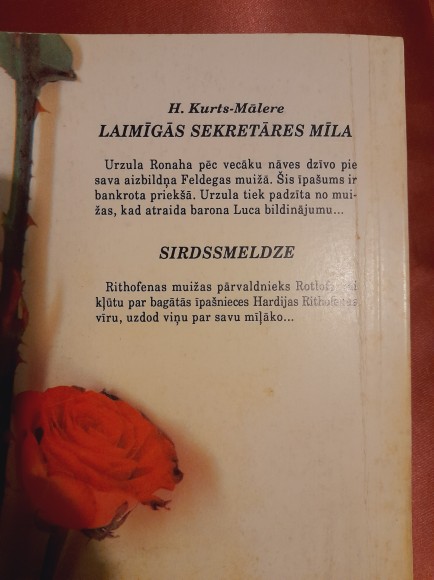 H. Kurts-Mālere
LAIMĪGĀS SEKRETĀRES MĪLA
Urzula Ronaha pēc vecāku nāves dzīvo pie
sava aizbildņa Feldegas muižā. Šis īpašums ir
bankrota priekšā. Urzula tiek padzīta no mui-
žas, kad atraida barona Luca bildinājumu...
SIRDSSMELDZE
Rithofenas muižas pārvaldnieks
kļūtu par bagātās īpašnieces Hardijas Rithofenas
vīru, uzdod viņu par savu mīļāko...